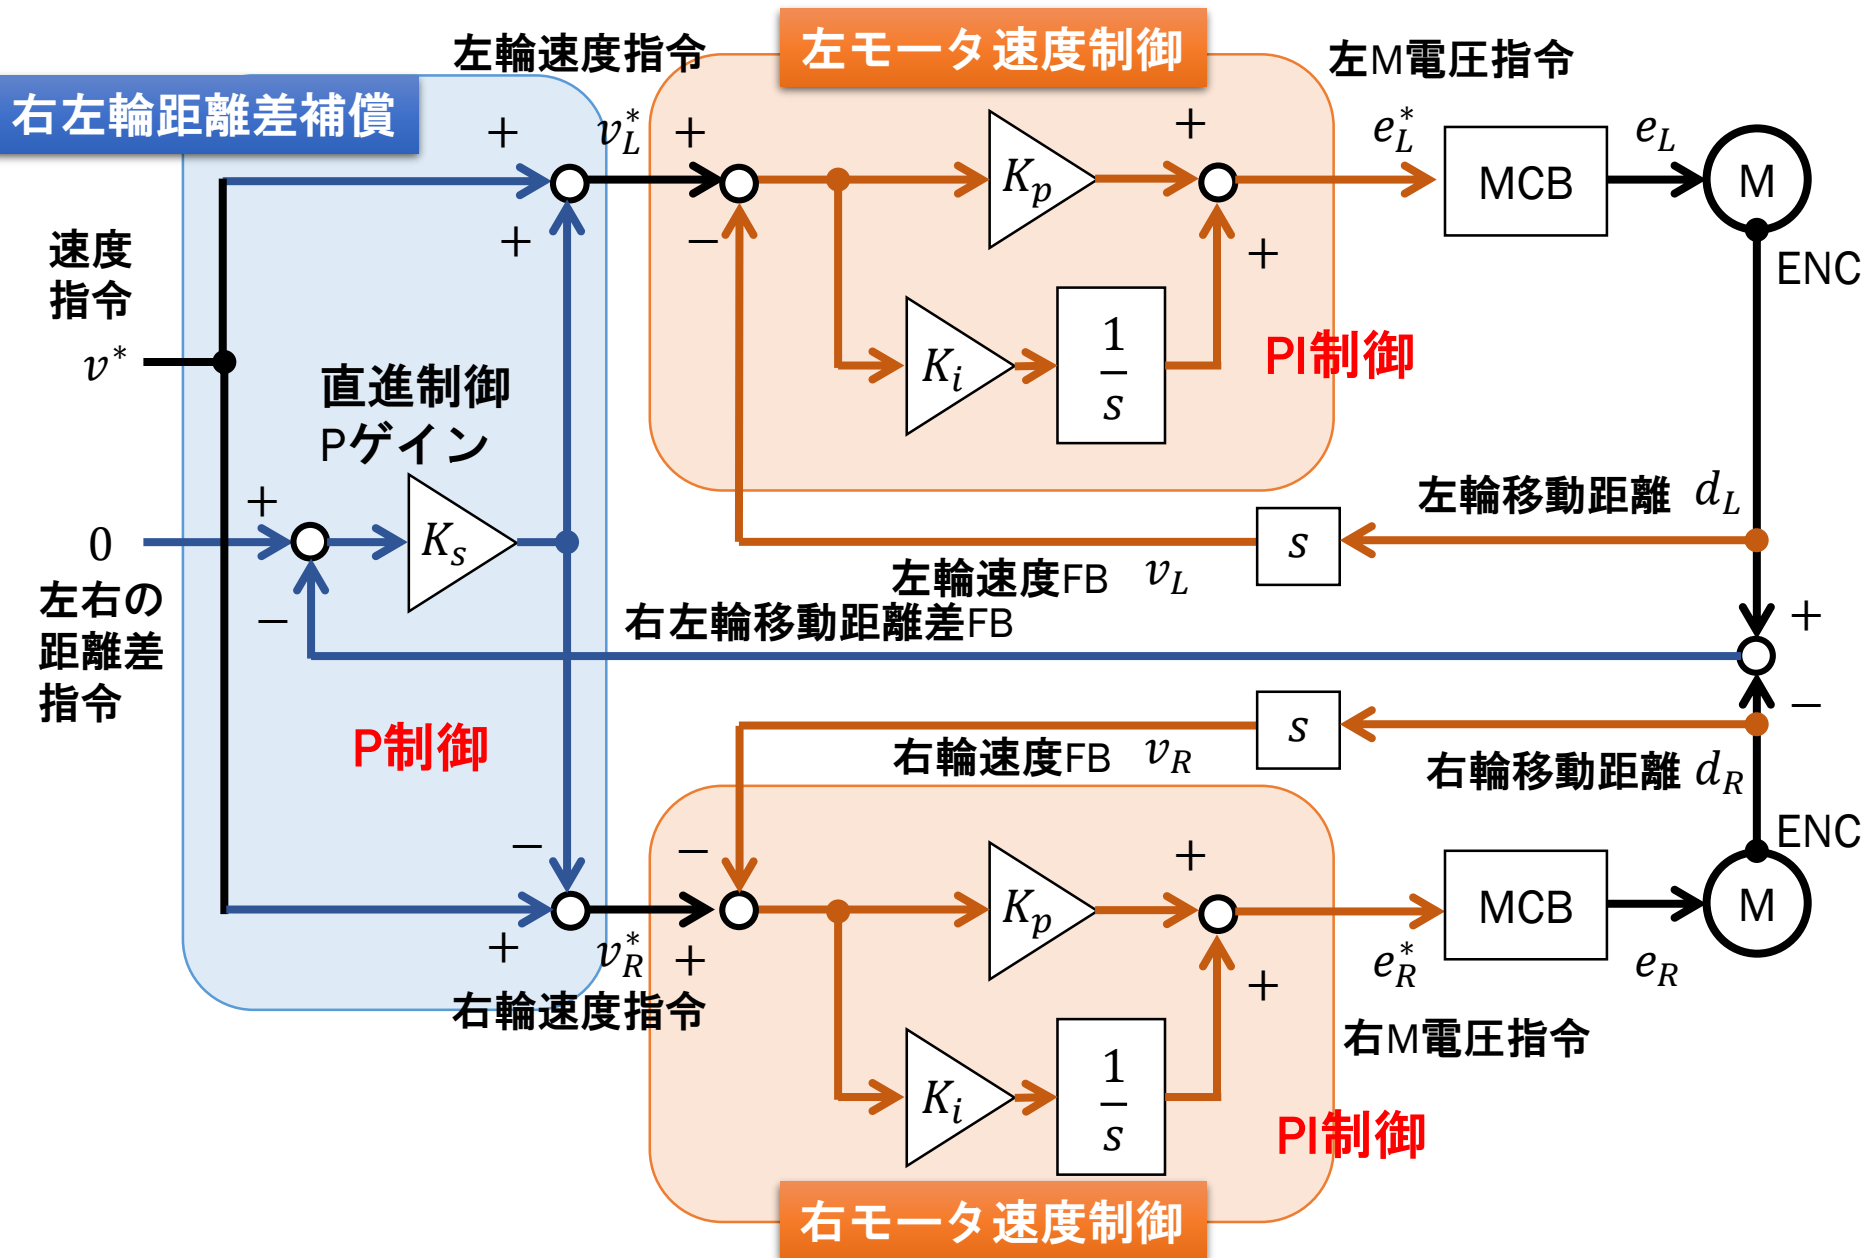 左モータ速度制御
左輪速度指令
左M電圧指令
右左輪距離差補償
+
v_L^*
+
+
e_L^*
MCB
e_L
M
K_p
+
−
+
ENC
速度
指令
v^*
直進制御
Pゲイン
K_i
1
s
PI制御
+
0
K_s
左輪移動距離 d_L
s
左輪速度FB v_L
左右の
距離差
指令
−
右左輪移動距離差FB
+
−
P制御
右輪速度FB v_R
s
右輪移動距離 d_R
ENC
−
−
+
K_p
MCB
M
+
v_R^*
+
e_R^*
e_R
右輪速度指令
+
右M電圧指令
K_i
1
s
PI制御
右モータ速度制御